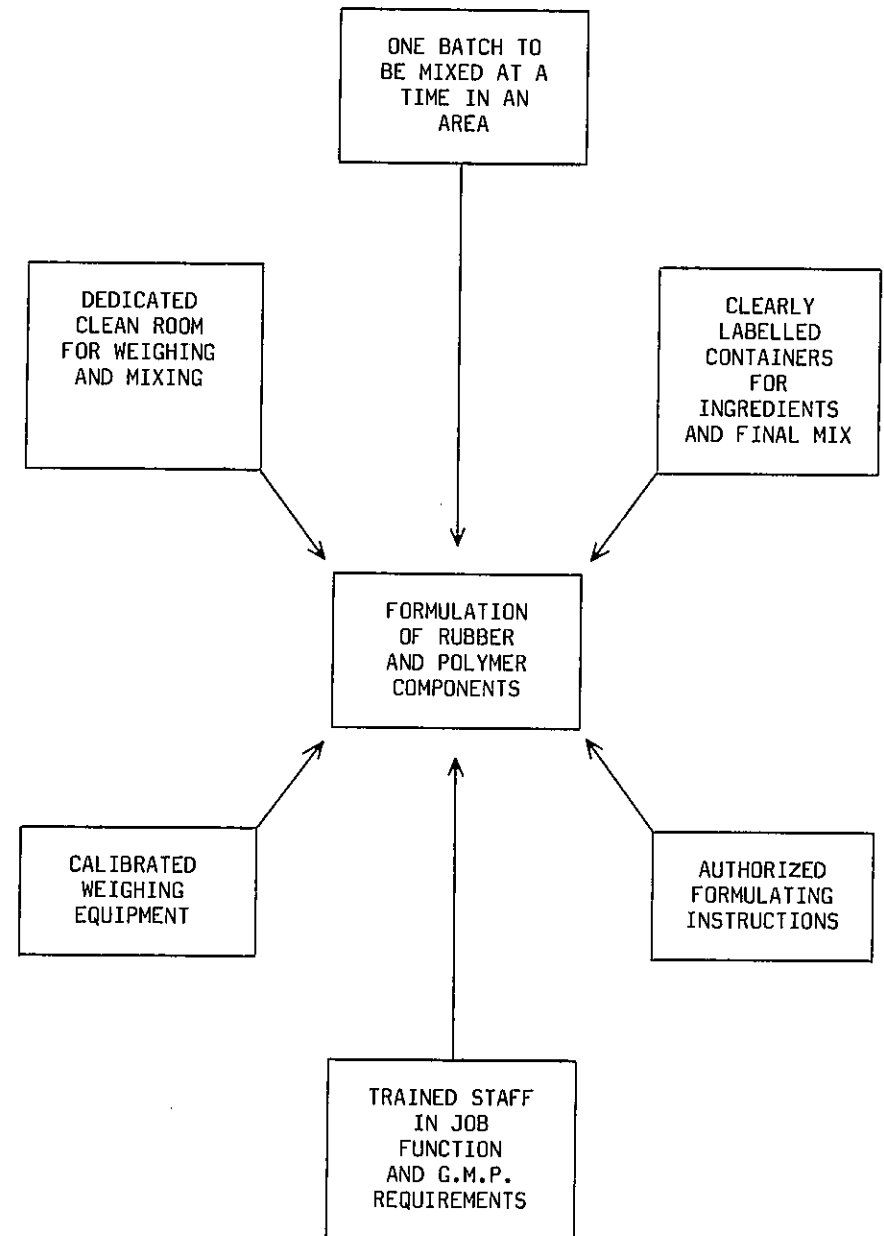 ONE BATCH TO
BE MIXED AT A
TIME IN AN
AREA
DEDICATED
CLEAN ROOM
FOR WEIGHING
AND MIXING
CLEARLY
LABELLED
CONTAINERS
FOR
INGREDIENTS
AND FINAL MIX
FORMULATION
OF RUBBER
AND POLYMER
COMPONENTS
CALIBRATED
WEIGHING
EQUIPMENT
AUTHORIZED
FORMULATING
INSTRUCTIONS
TRAINED STAFF
IN JOB
FUNCTION
AND G.M.P.
REQUIREMENTS